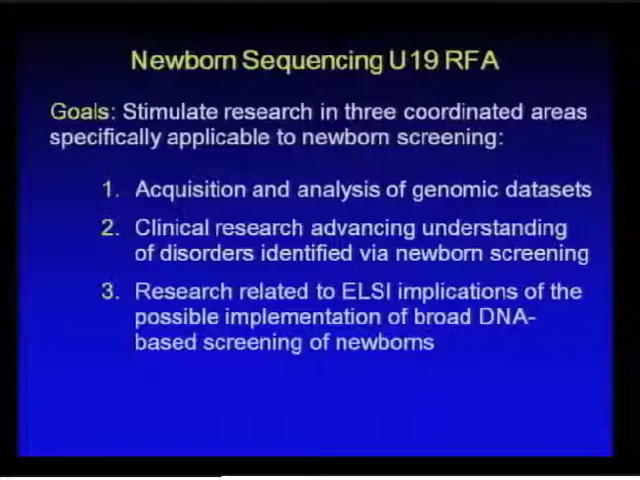 Newborn Sequencing U19 RFA
Goals: Stimulate research in three coordinated areas
specifically applicable to newborn screening:
1. Acquisition and analysis of genomic datasets
2. Clinical research advancing understanding
of disorders identified via newborn screening
3. Research related to ELSI implications of the
possible implementation of broad DNA-
based screening of newborns